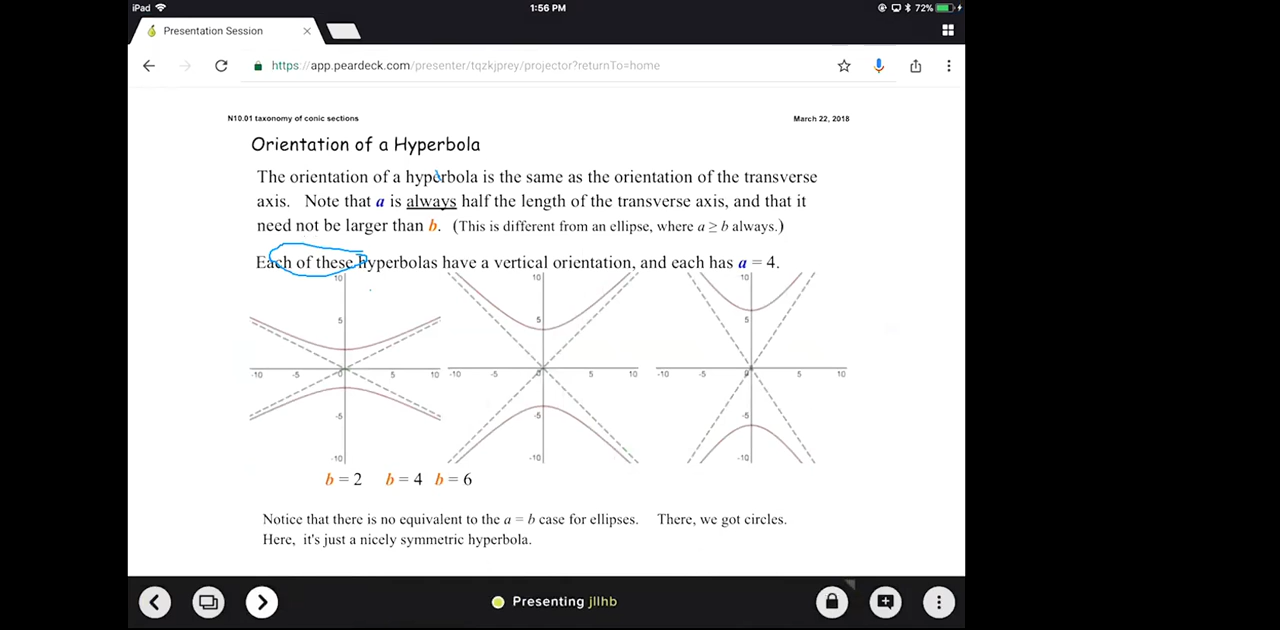 iPad 1:56 PM 72%
Presentation Session
https://app.peardeck.com/presenter/tqzkjprey/projector?returnTo=home
N10.01 taxonomy of conic sections March 22, 2018
Orientation of a Hyperbola
The orientation of a hyperbola is the same as the orientation of the transverse
axis. Note that a is always half the length of the transverse axis, and that it
need not be larger than b. (This is different from an ellipse, where a ≥ b always.)
Each of these hyperbolas have a vertical orientation, and each has a = 4.
10 10 10
5 5 5
-10 -5 0 5 10 -10 -5 0 5 10 -10 -5 0 5 10
-5 -5 -5
-10 -10 -10
b = 2 b = 4 b = 6
Notice that there is no equivalent to the a = b case for ellipses. There, we got circles.
Here, it's just a nicely symmetric hyperbola.
Presenting jllhb